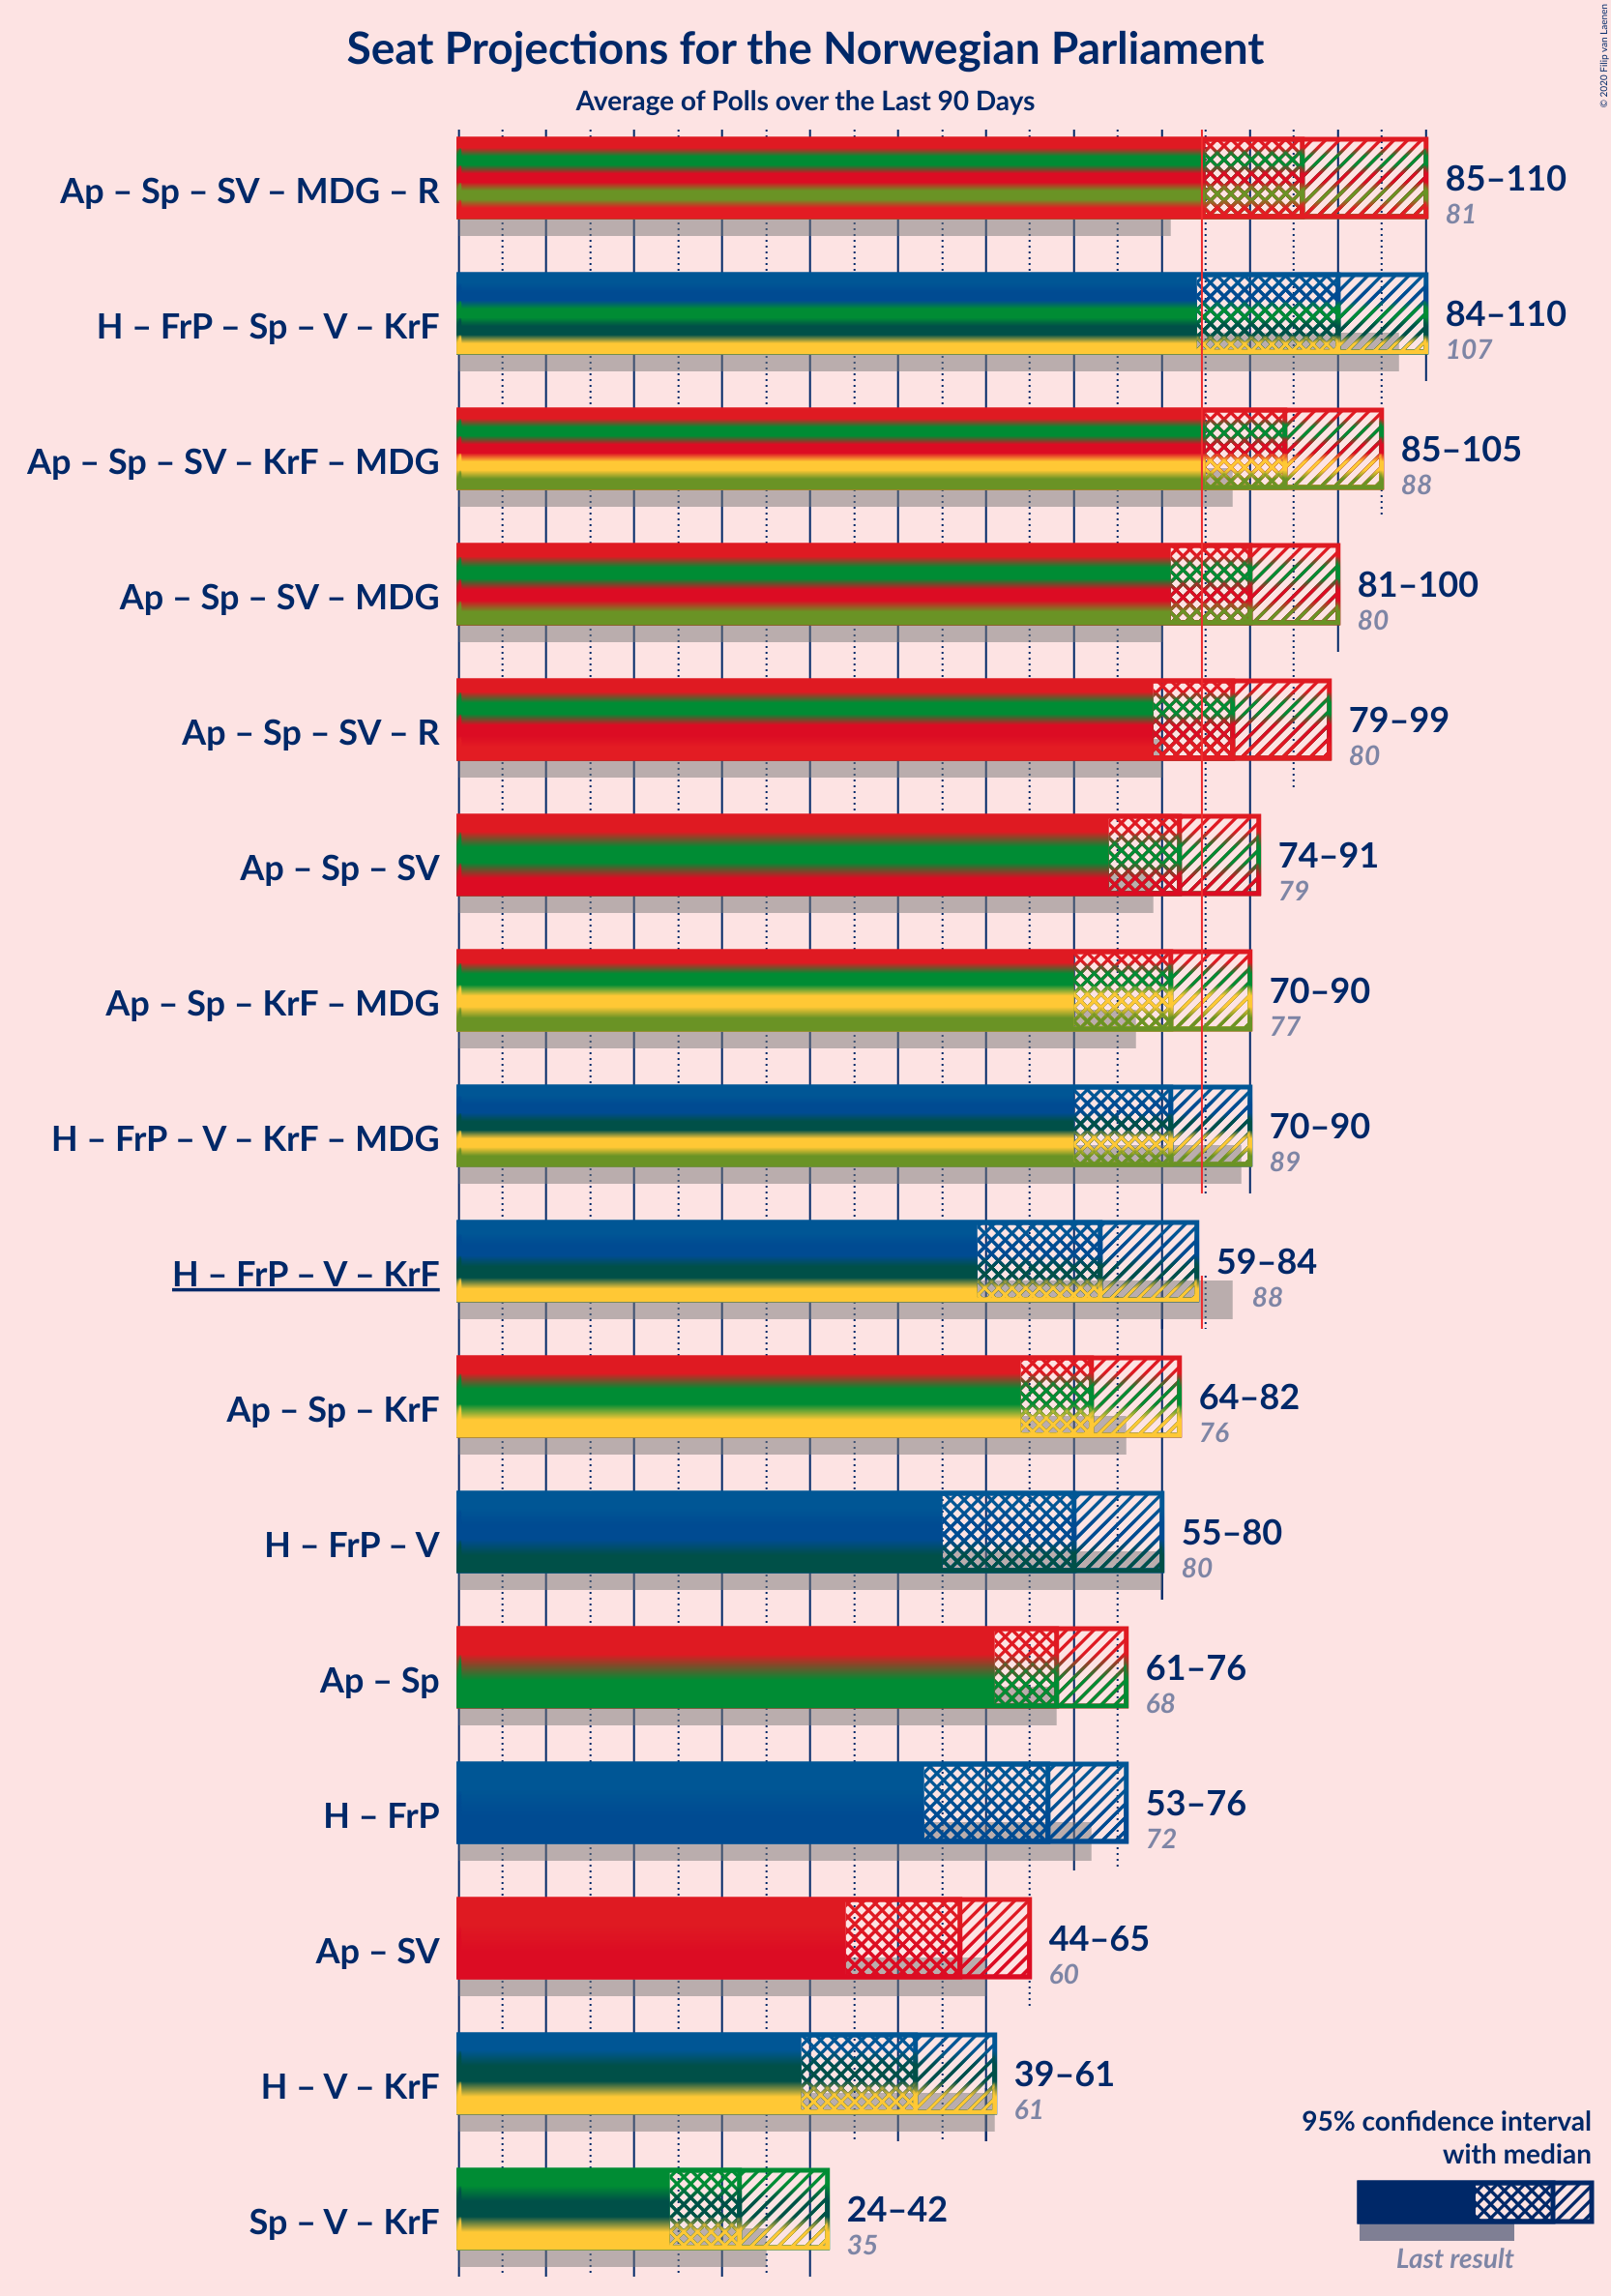 Seat Projections for the Norwegian Parliament
Average of Polls over the Last 90 Days
© 2020 Filip van Laenen
Ap – Sp – SV – MDG – R
85–110
81
H – FrP – Sp – V – KrF
84–110
107
Ap – Sp – SV – KrF – MDG
85–105
88
Ap – Sp – SV – MDG
81–100
80
Ap – Sp – SV – R
79–99
80
Ap – Sp – SV
74–91
79
Ap – Sp – KrF – MDG
70–90
77
H – FrP – V – KrF – MDG
70–90
89
H – FrP – V – KrF
59–84
88
Ap – Sp – KrF
64–82
76
H – FrP – V
55–80
80
Ap – Sp
61–76
68
H – FrP
53–76
72
Ap – SV
44–65
60
H – V – KrF
39–61
61
Sp – V – KrF
24–42
35
95% confidence interval
with median
Last result